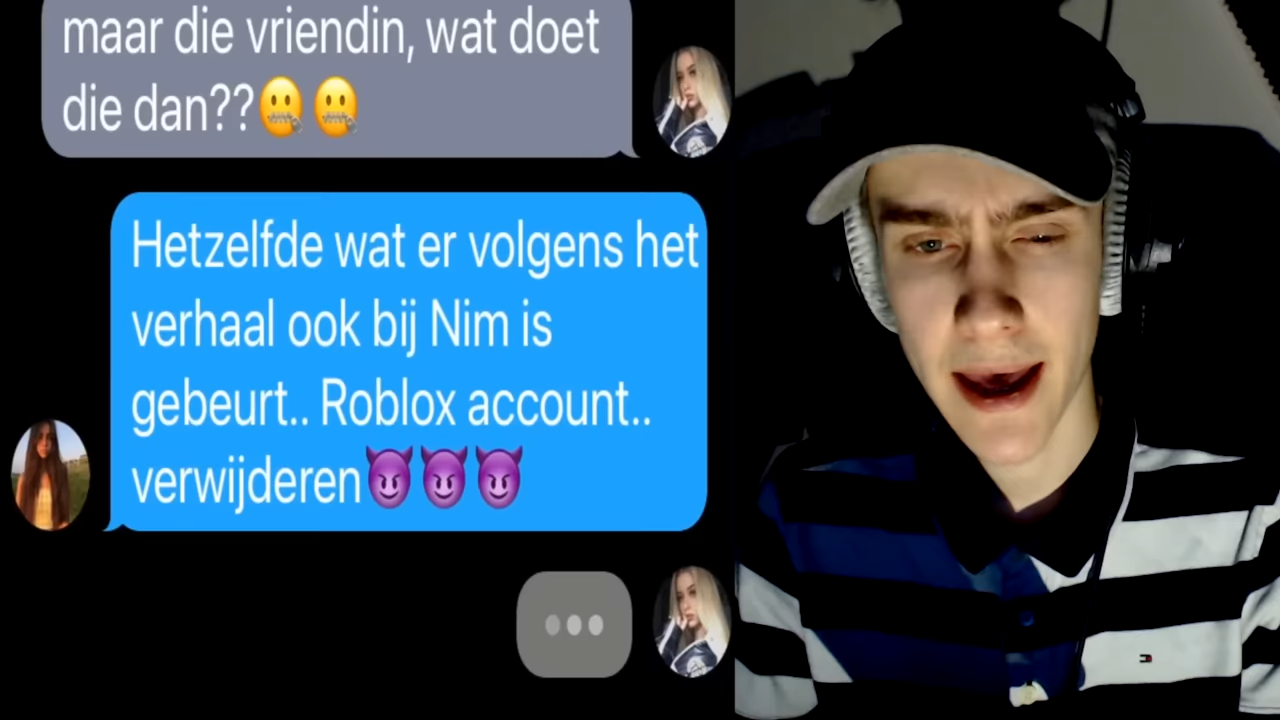 maar die vriendin, wat doet
die dan??🤐🤐
Hetzelfde wat er volgens het
verhaal ook bij Nim is
gebeurt.. Roblox account..
verwijderen😈😈😈